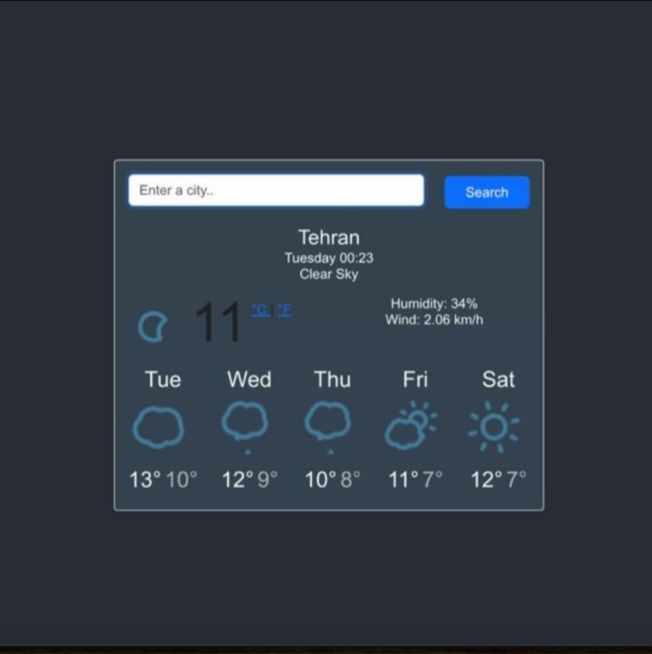 Enter a city..
Search
Tehran
Tuesday 00:23
Clear Sky
11 °C | °F
Humidity: 34%
Wind: 2.06 km/h
Tue Wed Thu Fri Sat
13° 10° 12° 9° 10° 8° 11° 7° 12° 7°